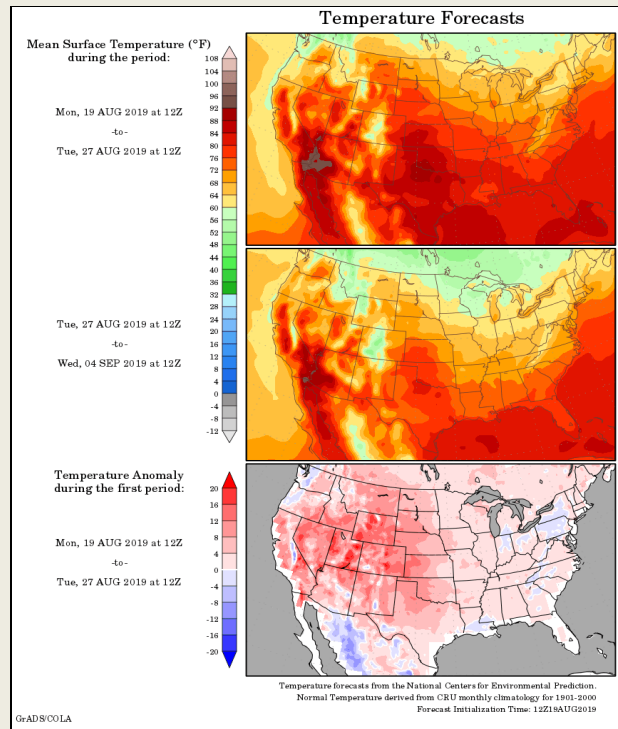 Temperature Forecasts
Mean Surface Temperature (°F)
during the period:
Mon, 19 AUG 2019 at 12Z
-to-
Tue, 27 AUG 2019 at 12Z
108
104
100
96
92
88
84
80
76
72
68
64
60
56
52
48
44
40
36
32
28
24
20
16
12
8
4
0
-4
-8
-12
Tue, 27 AUG 2019 at 12Z
-to-
Wed, 04 SEP 2019 at 12Z
Temperature Anomaly
during the first period:
Mon, 19 AUG 2019 at 12Z
-to-
Tue, 27 AUG 2019 at 12Z
20
16
12
8
4
0
-4
-8
-12
-16
-20
Temperature forecasts from the National Centers for Environmental Prediction.
Normal Temperature derived from CRU monthly climatology for 1901-2000
Forecast Initialization Time: 12Z19AUG2019
GrADS/COLA